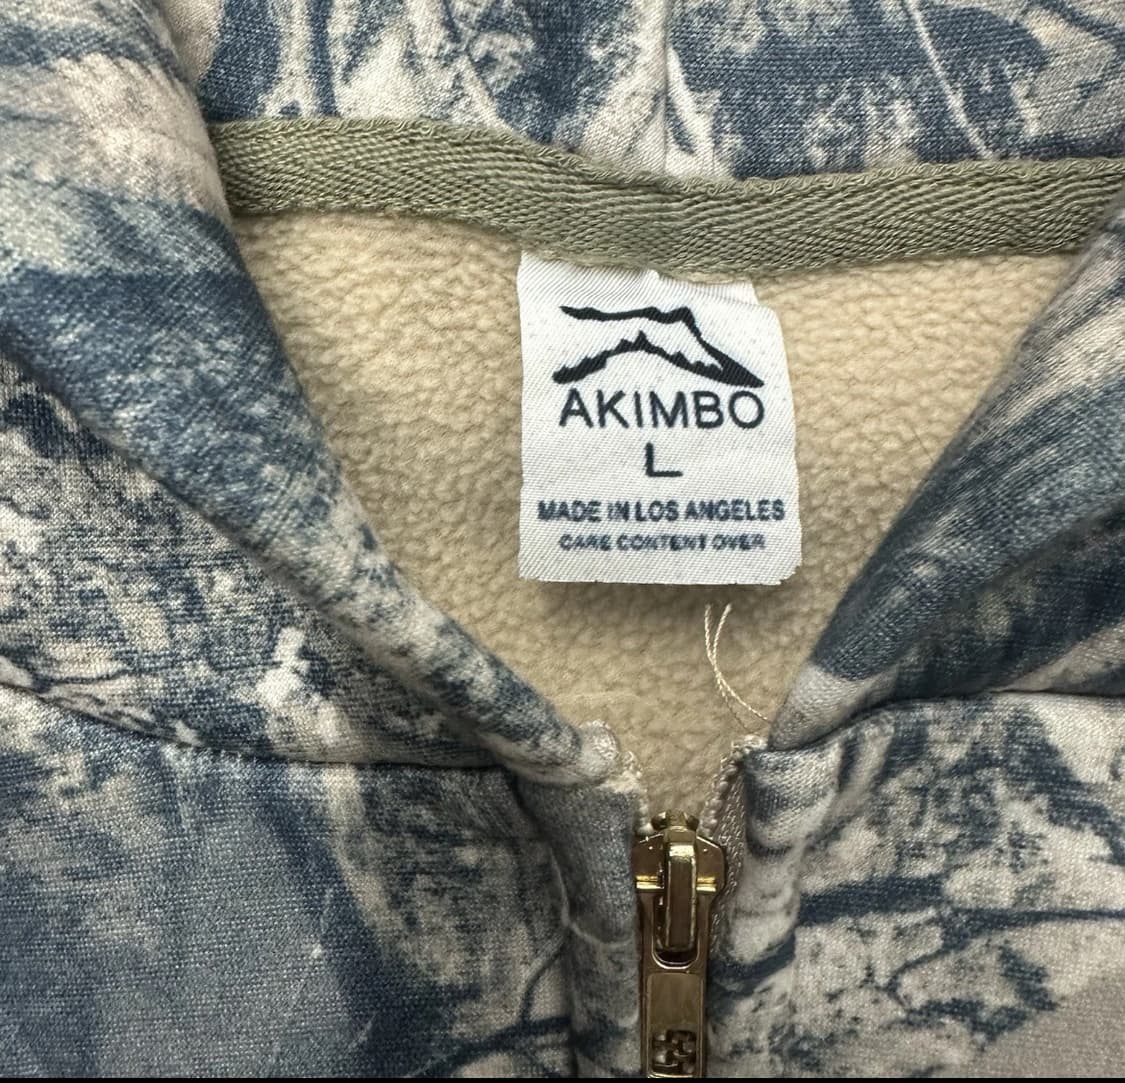 AKIMBO
L
MADE IN LOS ANGELES
CARE CONTENT OVER